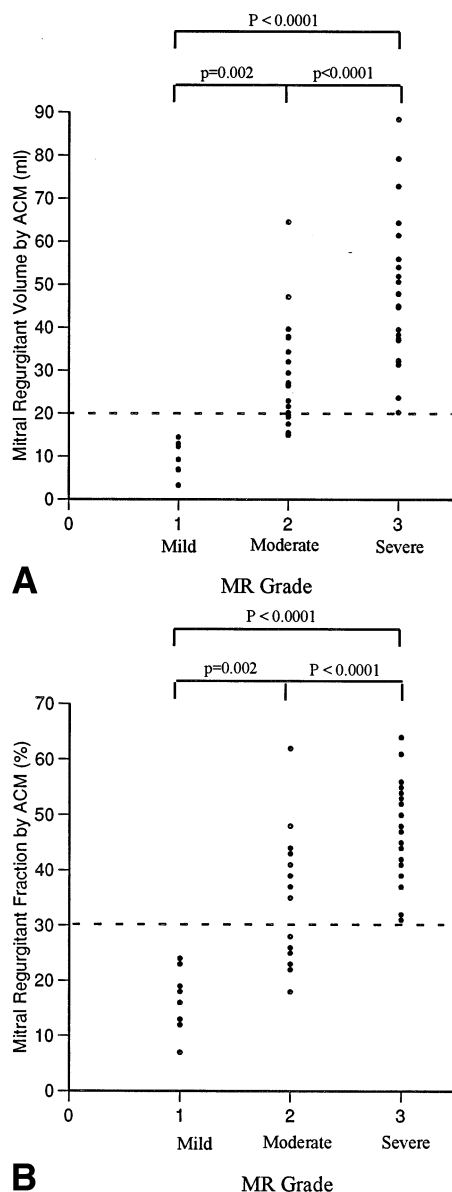 P < 0.0001
p=0.002 p<0.0001
90
80
70
60
50
40
30
20
10
0
Mitral Regurgitant Volume by ACM (ml)
0 1 2 3
Mild Moderate Severe
A
MR Grade
P < 0.0001
p=0.002 P < 0.0001
70
60
50
40
30
20
10
0
Mitral Regurgitant Fraction by ACM (%)
0 1 2 3
Mild Moderate Severe
B
MR Grade